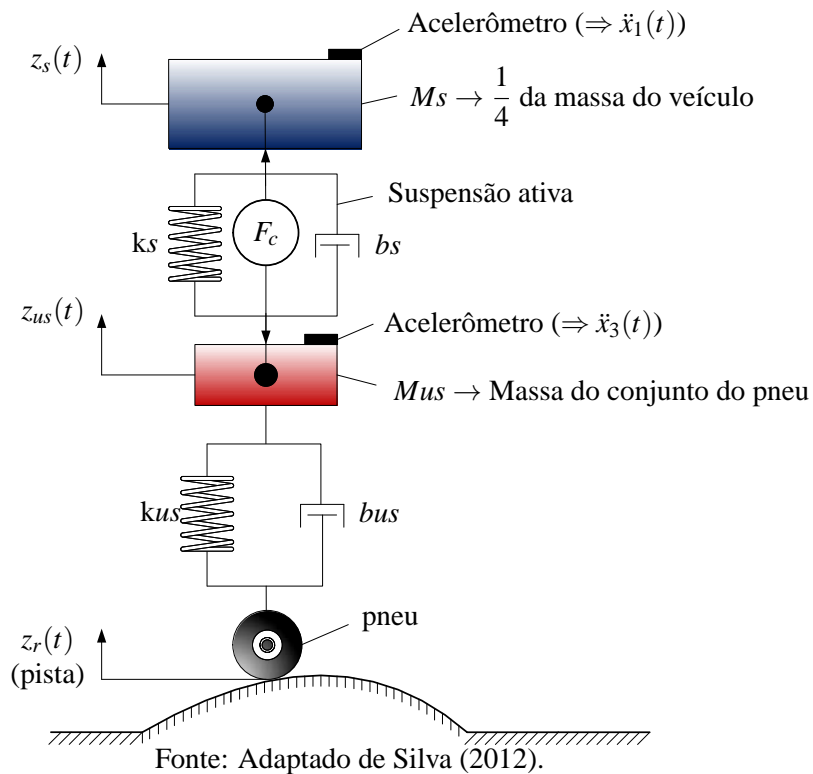 Acelerômetro (⇒ ẍ₁(t))
z_s(t)
Ms → 1/4 da massa do veículo
Suspensão ativa
ks
F_c
bs
z_us(t)
Acelerômetro (⇒ ẍ₃(t))
Mus → Massa do conjunto do pneu
kus
bus
pneu
z_r(t)
(pista)
Fonte: Adaptado de Silva (2012).